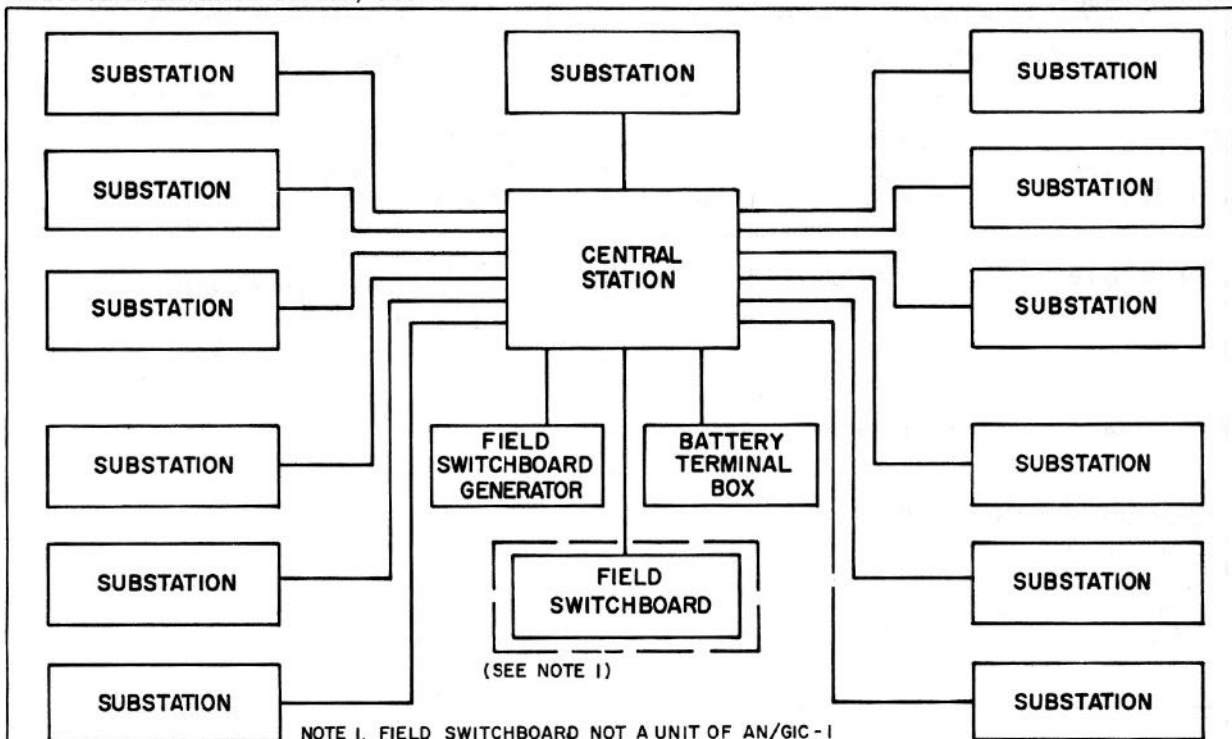 SUBSTATION
SUBSTATION
SUBSTATION
SUBSTATION
SUBSTATION
SUBSTATION
CENTRAL
STATION
SUBSTATION
SUBSTATION
SUBSTATION
FIELD
SWITCHBOARD
GENERATOR
BATTERY
TERMINAL
BOX
SUBSTATION
SUBSTATION
FIELD
SWITCHBOARD
SUBSTATION
(SEE NOTE 1)
SUBSTATION
SUBSTATION
NOTE 1. FIELD SWITCHBOARD NOT A UNIT OF AN/GIC-1